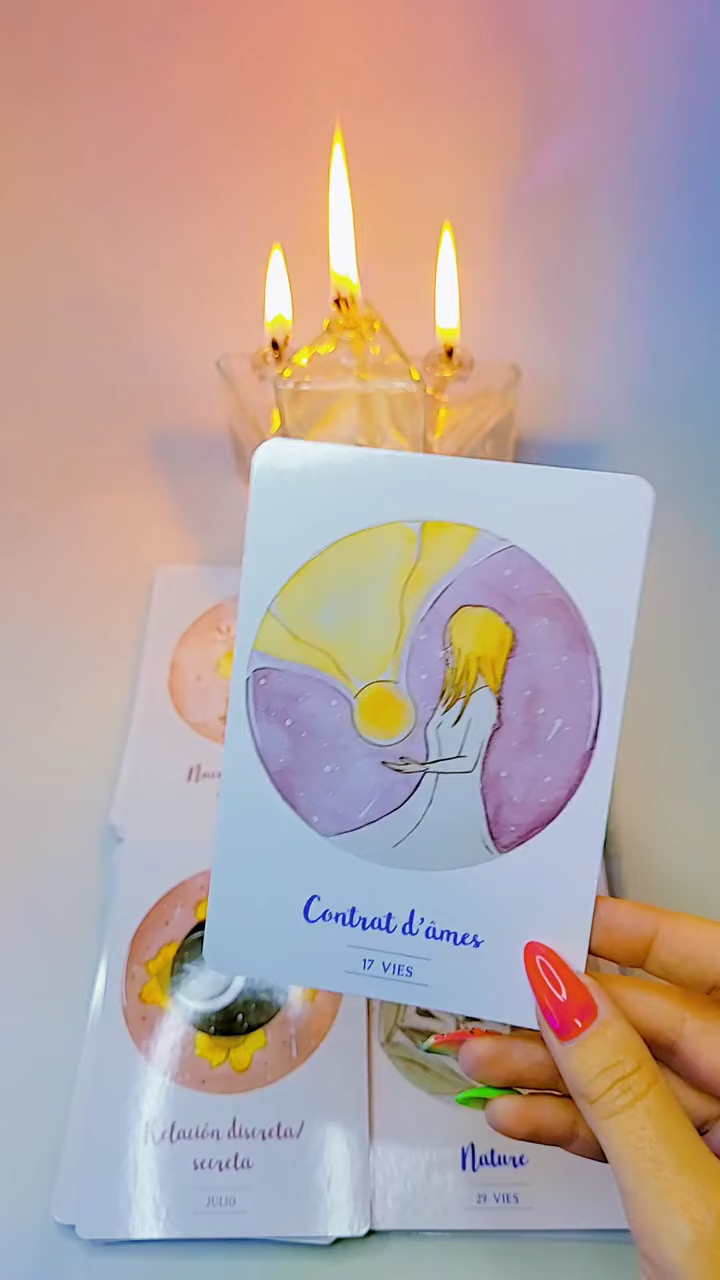 Contrat d'âmes
17 VIES
Relación discreta/
secreta
JULIO
Nature
29 VIES